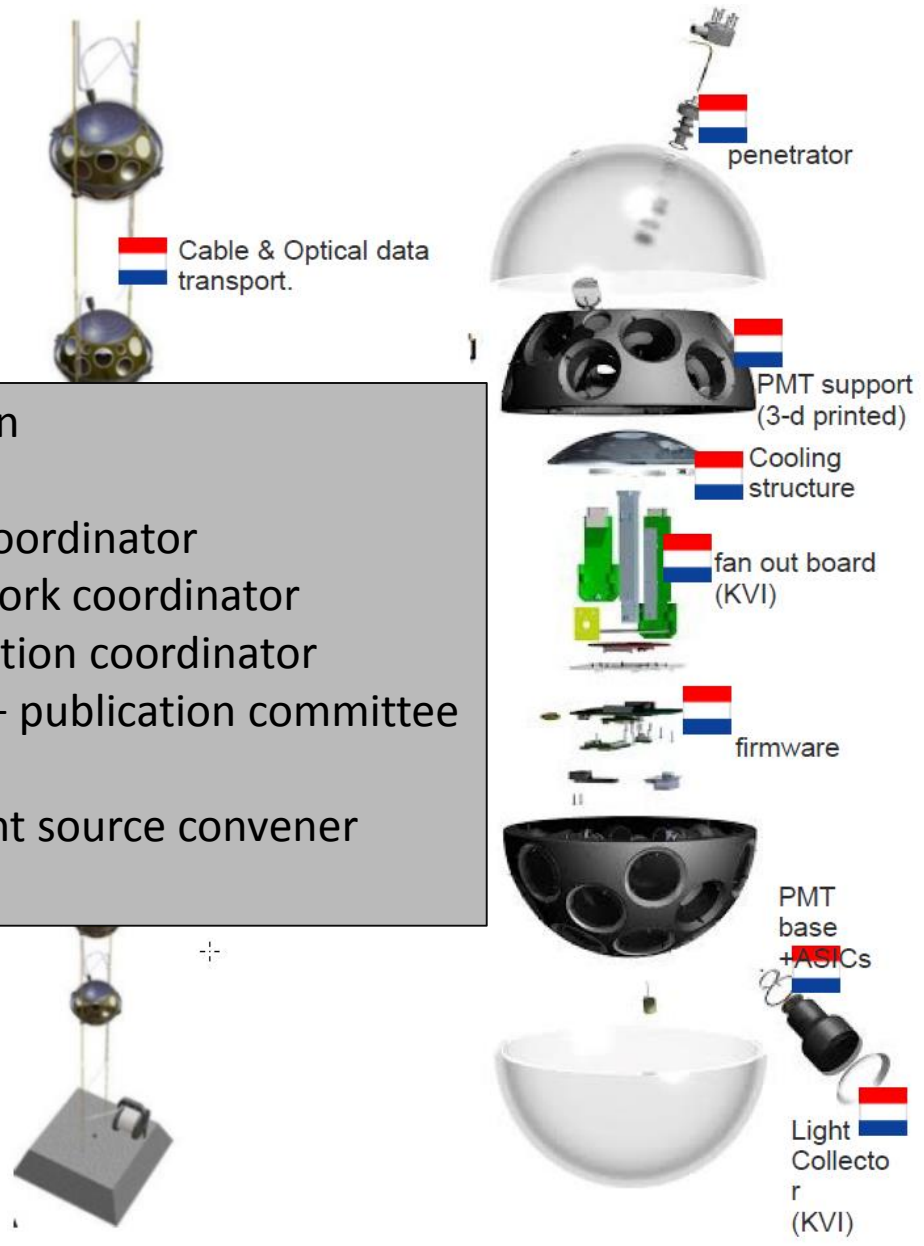 penetrator
Cable & Optical data
transport.
PMT support
(3-d printed)
Cooling
structure
fan out board
(KVI)
firmware
PMT
base
+ASICs
Light
Collecto
r
(KVI)
n
oordinator
ork coordinator
tion coordinator
- publication committee
nt source convener